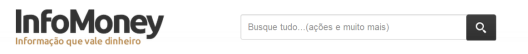 InfoMoney
Informação que vale dinheiro
Busque tudo...(ações e muito mais)